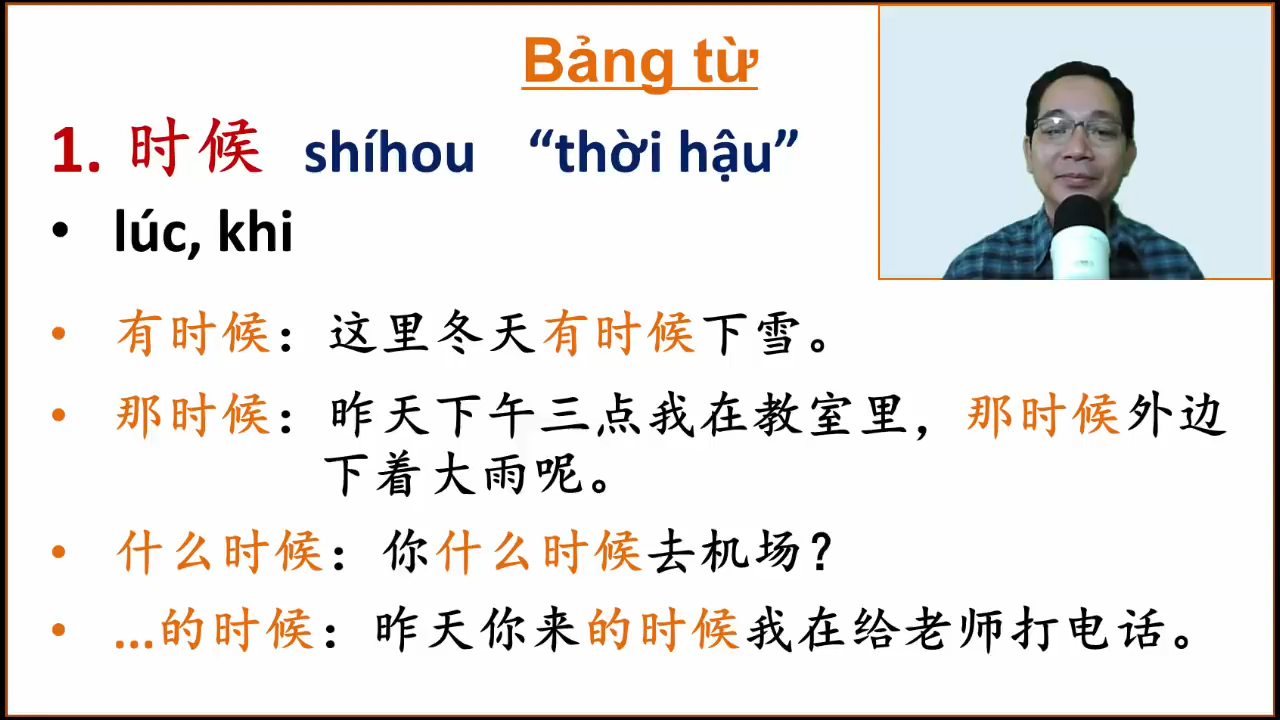 Bảng từ
1. 时候 shíhou “thời hậu”
• lúc, khi
• 有时候：这里冬天有时候下雪。
• 那时候：昨天下午三点我在教室里，那时候外边
下着大雨呢。
• 什么时候：你什么时候去机场？
• ...的时候：昨天你来的时候我在给老师打电话。